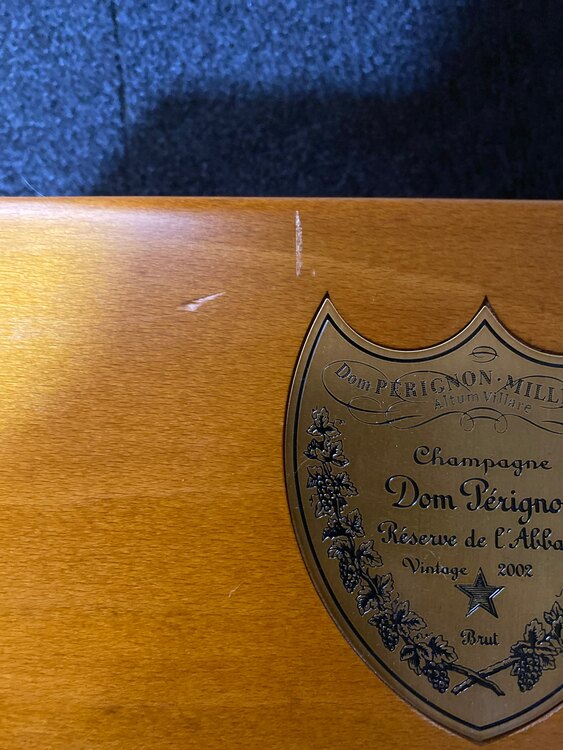 Dom PÉRIGNON · MILL
Altum Villare
Champagne
Dom Périgno
Réserve de l'Abba
Vintage 2002
Brut